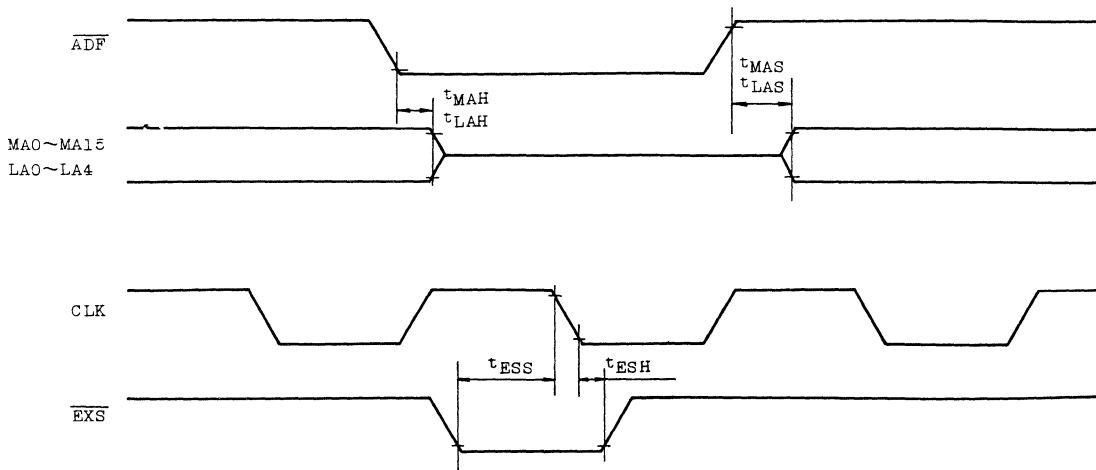 ADF
tMAH
tLAH
tMAS
tLAS
MA0~MA15
LA0~LA4
CLK
tESS
tESH
EXS